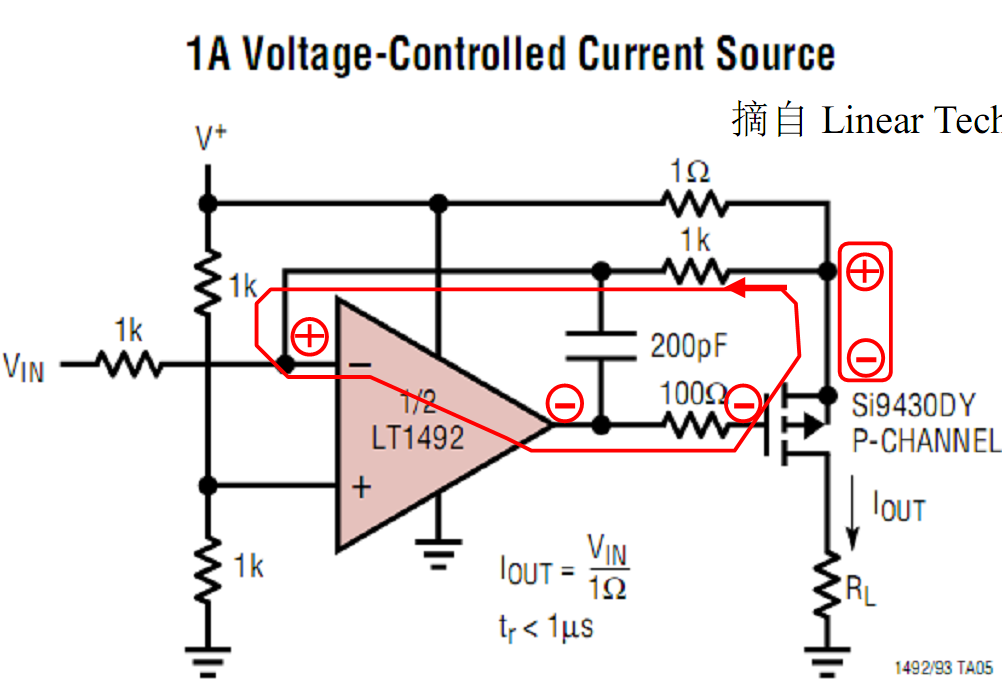 1A Voltage-Controlled Current Source
摘自 Linear Tech
V+
1Ω
1k
1k
1k
VIN
200pF
100Ω
1/2
LT1492
Si9430DY
P-CHANNEL
IOUT
IOUT = VIN
1Ω
tr < 1μs
1k
RL
1492/93 TA05